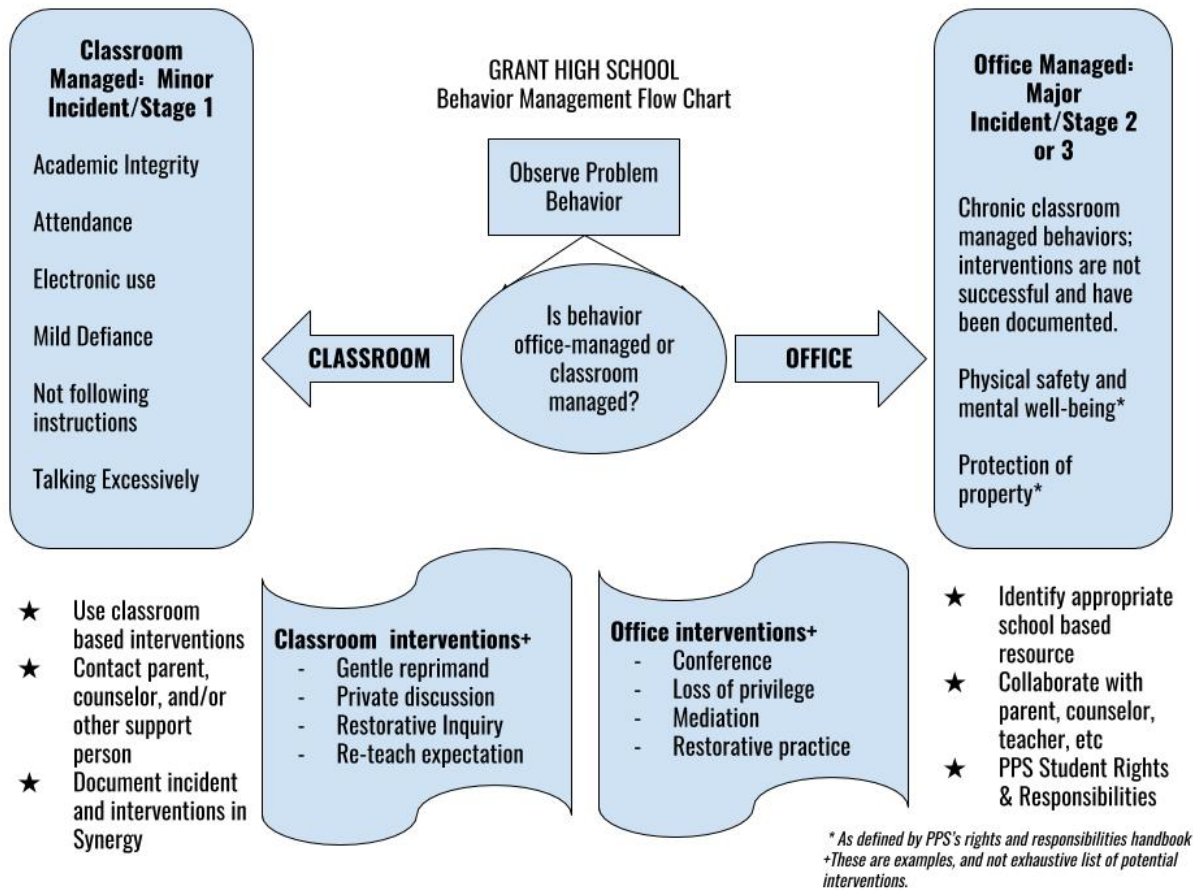 GRANT HIGH SCHOOL
Behavior Management Flow Chart
Classroom
Managed: Minor
Incident/Stage 1
Academic Integrity
Attendance
Electronic use
Mild Defiance
Not following
instructions
Talking Excessively
Observe Problem
Behavior
Is behavior
office-managed or
classroom
managed?
CLASSROOM
OFFICE
Office Managed:
Major
Incident/Stage 2
or 3
Chronic classroom
managed behaviors;
interventions are not
successful and have
been documented.
Physical safety and
mental well-being*
Protection of
property*
★ Use classroom
based interventions
★ Contact parent,
counselor, and/or
other support
person
★ Document incident
and interventions in
Synergy
Classroom interventions+
- Gentle reprimand
- Private discussion
- Restorative Inquiry
- Re-teach expectation
Office interventions+
- Conference
- Loss of privilege
- Mediation
- Restorative practice
★ Identify appropriate
school based
resource
★ Collaborate with
parent, counselor,
teacher, etc
★ PPS Student Rights
& Responsibilities
* As defined by PPS's rights and responsibilities handbook
+These are examples, and not exhaustive list of potential
interventions.